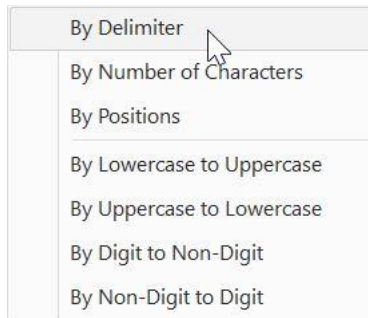 By Delimiter
By Number of Characters
By Positions
By Lowercase to Uppercase
By Uppercase to Lowercase
By Digit to Non-Digit
By Non-Digit to Digit